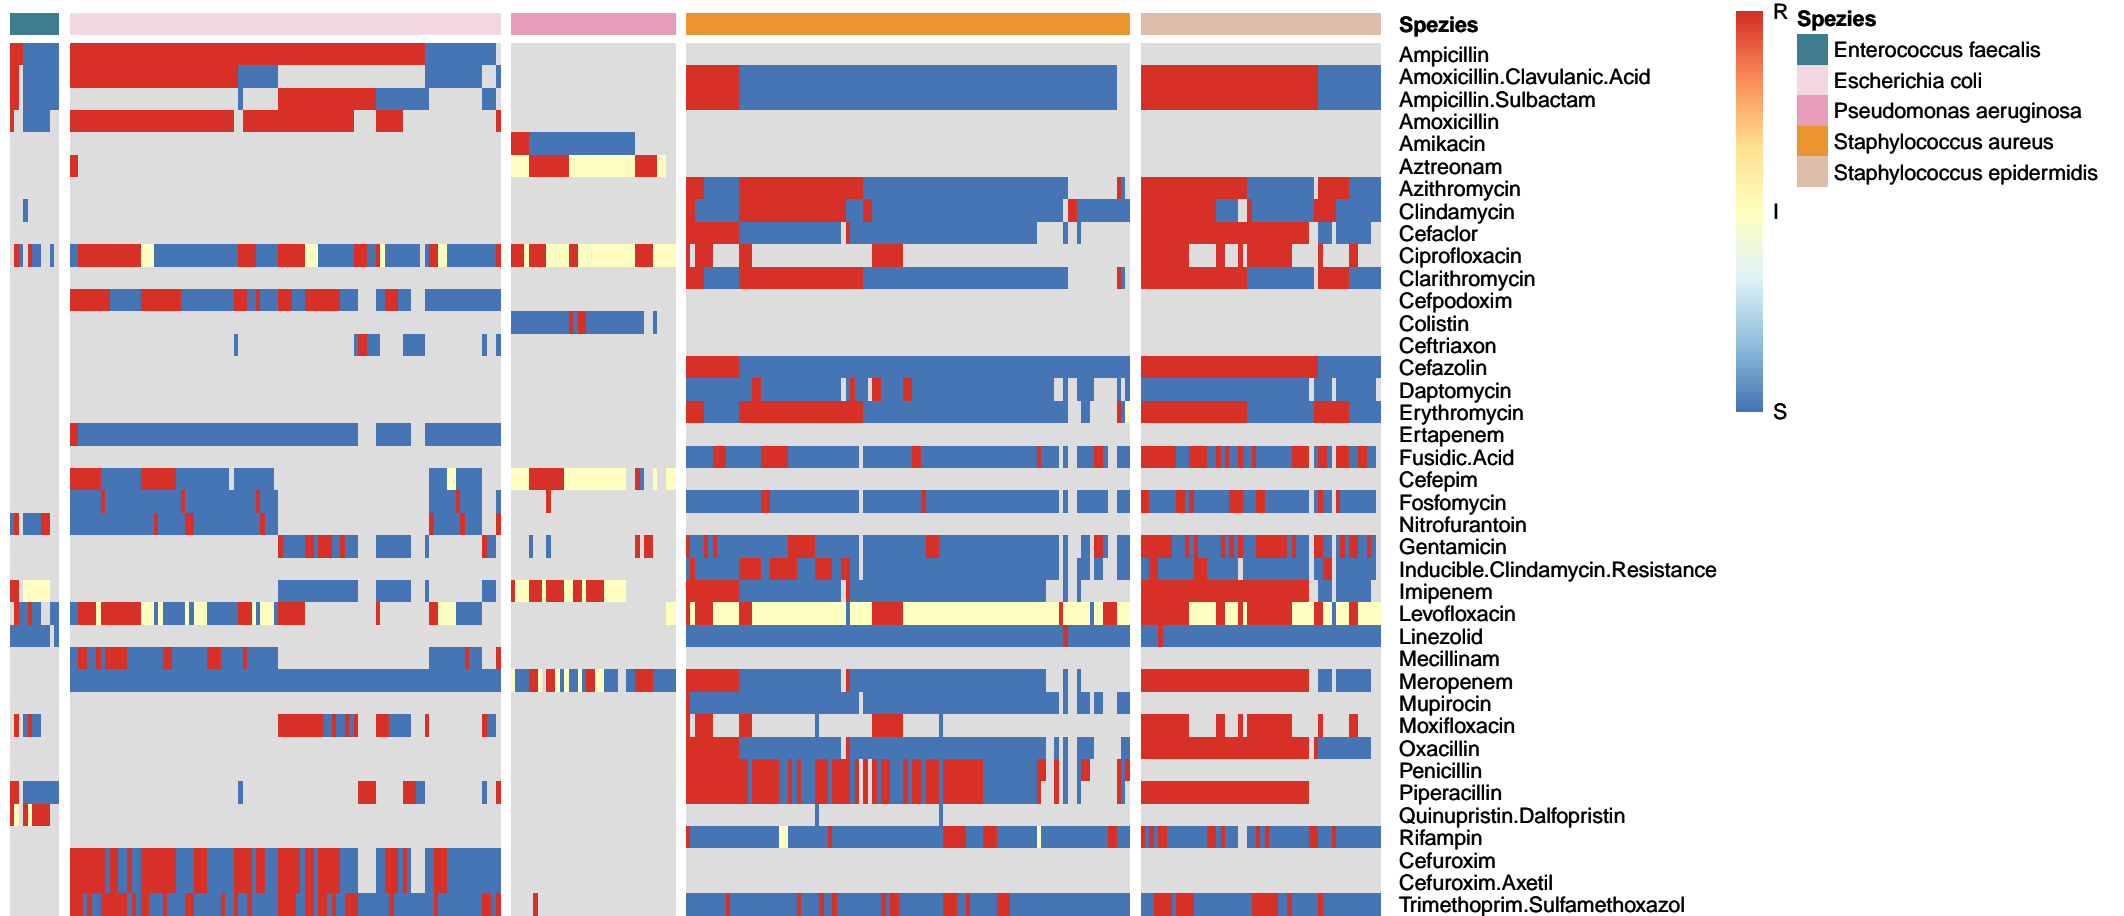 Spezies
Ampicillin
Amoxicillin.Clavulanic.Acid
Ampicillin.Sulbactam
Amoxicillin
Amikacin
Aztreonam
Azithromycin
Clindamycin
Cefaclor
Ciprofloxacin
Clarithromycin
Cefpodoxim
Colistin
Ceftriaxon
Cefazolin
Daptomycin
Erythromycin
Ertapenem
Fusidic.Acid
Cefepim
Fosfomycin
Nitrofurantoin
Gentamicin
Inducible.Clindamycin.Resistance
Imipenem
Levofloxacin
Linezolid
Mecillinam
Meropenem
Mupirocin
Moxifloxacin
Oxacillin
Penicillin
Piperacillin
Quinupristin.Dalfopristin
Rifampin
Cefuroxim
Cefuroxim.Axetil
Trimethoprim.Sulfamethoxazol
R
I
S
Spezies
Enterococcus faecalis
Escherichia coli
Pseudomonas aeruginosa
Staphylococcus aureus
Staphylococcus epidermidis